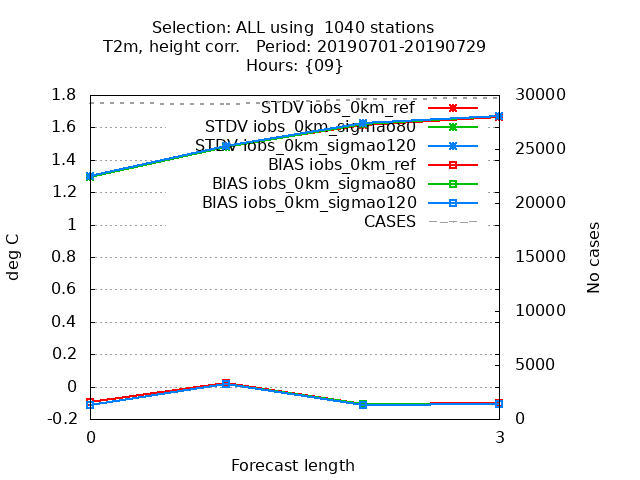 Selection: ALL using  1040 stations
T2m, height corr.   Period: 20190701-20190729
Hours: {09}
1.8
1.6
1.4
1.2
1
0.8
0.6
0.4
0.2
0
-0.2
deg C
STDV iobs_0km_ref
STDV iobs_0km_sigmao80
STDV iobs_0km_sigmao120
BIAS iobs_0km_ref
BIAS iobs_0km_sigmao80
BIAS iobs_0km_sigmao120
CASES
30000
25000
20000
15000
10000
5000
0
No cases
0 3
Forecast length